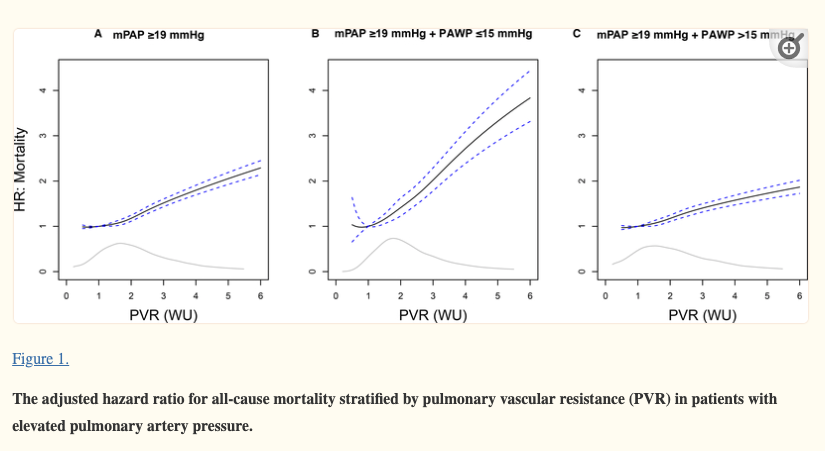 A mPAP ≥19 mmHg
B mPAP ≥19 mmHg + PAWP ≤15 mmHg
C mPAP ≥19 mmHg + PAWP >15 mmHg
HR: Mortality
4
3
2
1
0
0 1 2 3 4 5 6
PVR (WU)
4
3
2
1
0
0 1 2 3 4 5 6
PVR (WU)
4
3
2
1
0
0 1 2 3 4 5 6
PVR (WU)
Figure 1.
The adjusted hazard ratio for all-cause mortality stratified by pulmonary vascular resistance (PVR) in patients with
elevated pulmonary artery pressure.